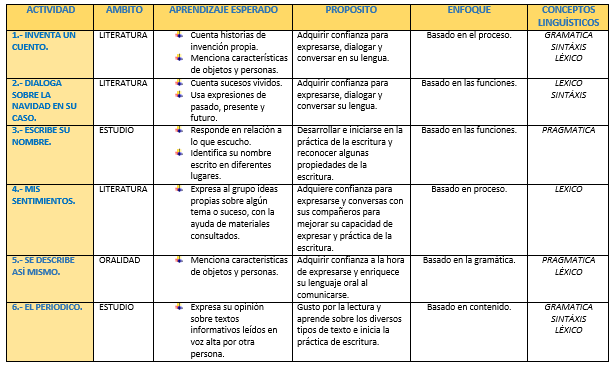 ACTIVIDAD
AMBITO
APRENDIZAJE ESPERADO
PROPOSITO
ENFOQUE
CONCEPTOS
LINGUÍSTICOS
1.- INVENTA UN
CUENTO.
LITERATURA
Cuenta historias de
invención propia.
Menciona características
de objetos y personas.
Adquirir confianza para
expresarse, dialogar y
conversar en su lengua.
Basado en el proceso.
GRAMATICA
SINTÁXIS
LÉXICO
2.- DIALOGA
SOBRE LA
NAVIDAD EN SU
CASO.
LITERATURA
Cuenta sucesos vividos.
Usa expresiones de
pasado, presente y
futuro.
Adquirir confianza para
expresarse, dialogar y
conversar su lengua.
Basado en las funciones.
LEXICO
SINTÁXIS
3.- ESCRIBE SU
NOMBRE.
ESTUDIO
Responde en relación a
lo que escucho.
Identifica su nombre
escrito en diferentes
lugares.
Desarrollar e iniciarse en la
práctica de la escritura y
reconocer algunas
propiedades de la
escritura.
Basado en las funciones.
PRAGMATICA
4.- MIS
SENTIMIENTOS.
LITERATURA
Expresa al grupo ideas
propias sobre algún
tema o suceso, con la
ayuda de materiales
consultados.
Adquiere confianza para
expresarse y conversas con
sus compañeros para
mejorar su capacidad de
expresar y práctica de la
escritura.
Basado en proceso.
LEXICO
5.- SE DESCRIBE
ASÍ MISMO.
ORALIDAD
Menciona características
de objetos y personas.
Adquirir confianza a la hora
de expresarse y enriquece
su lenguaje oral al
comunicarse.
Basado en la gramática.
PRAGMATICA
LÉXICO
6.- EL PERIODICO.
ESTUDIO
Expresa su opinión
sobre textos
informativos leídos en
voz alta por otra
persona.
Gusto por la lectura y
aprende sobre los diversos
tipos de texto e inicia la
práctica de escritura.
Basado en contenido.
GRAMATICA
SINTÁXIS
LÉXICO